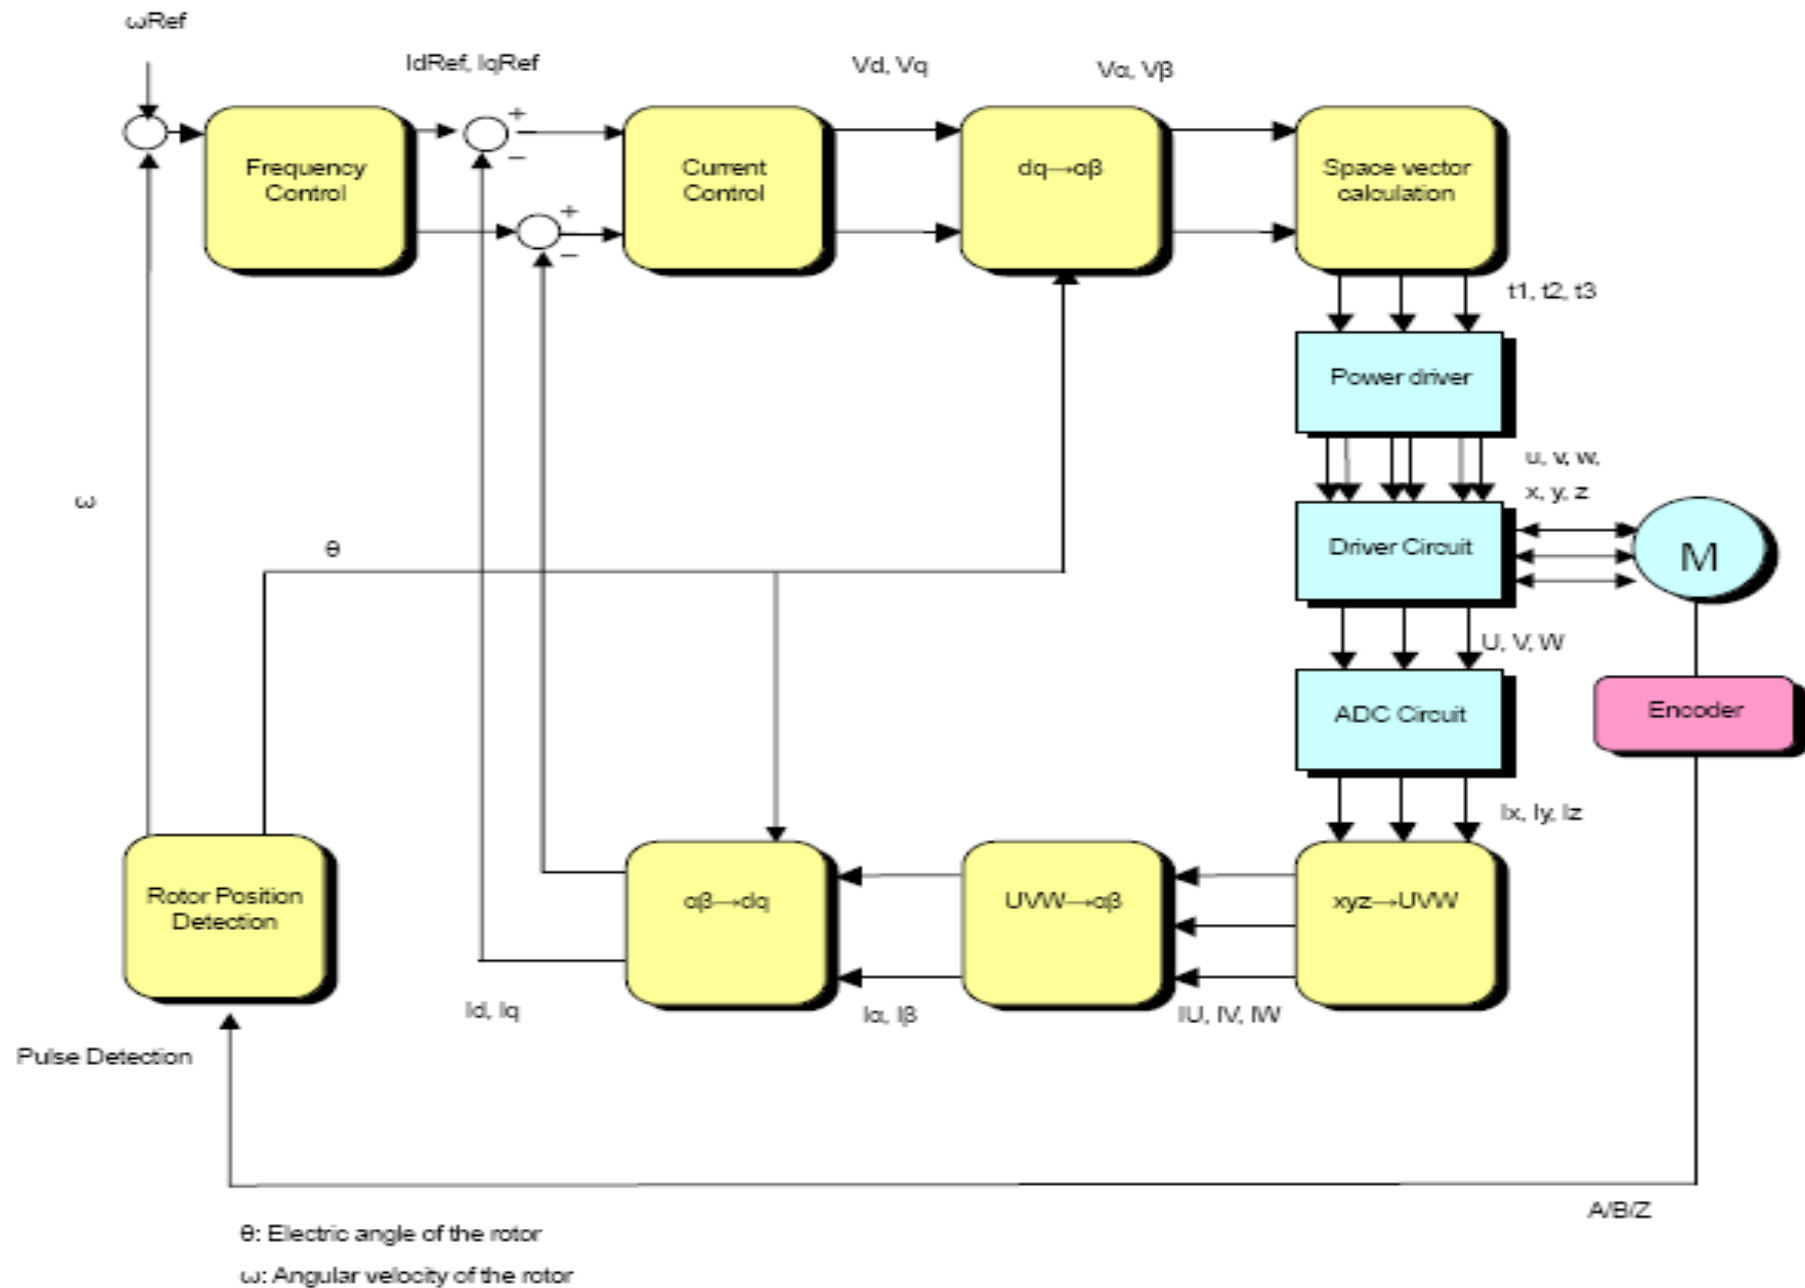 ωRef
IdRef, IqRef
Vd, Vq
Vα, Vβ
+
−
+
−
Frequency
Control
Current
Control
dq→αβ
Space vector
calculation
t1, t2, t3
Power driver
u, v, w,
x, y, z
ω
θ
Driver Circuit
M
U, V, W
ADC Circuit
Encoder
Ix, Iy, Iz
Rotor Position
Detection
αβ→dq
UVW→αβ
xyz→UVW
Id, Iq
Iα, Iβ
IU, IV, IW
Pulse Detection
A/B/Z
θ: Electric angle of the rotor
ω: Angular velocity of the rotor